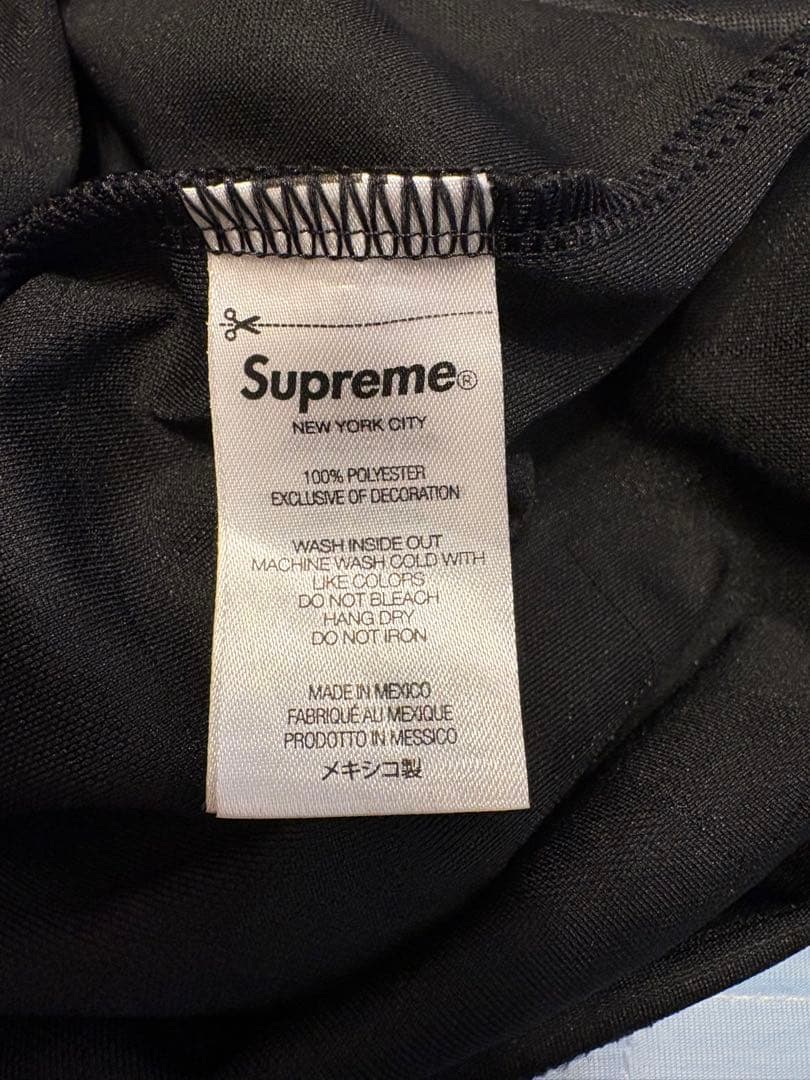 Supreme®
NEW YORK CITY
100% POLYESTER
EXCLUSIVE OF DECORATION
WASH INSIDE OUT
MACHINE WASH COLD WITH
LIKE COLORS
DO NOT BLEACH
HANG DRY
DO NOT IRON
MADE IN MEXICO
FABRIQUÉ AU MEXIQUE
PRODOTTO IN MESSICO
メキシコ製